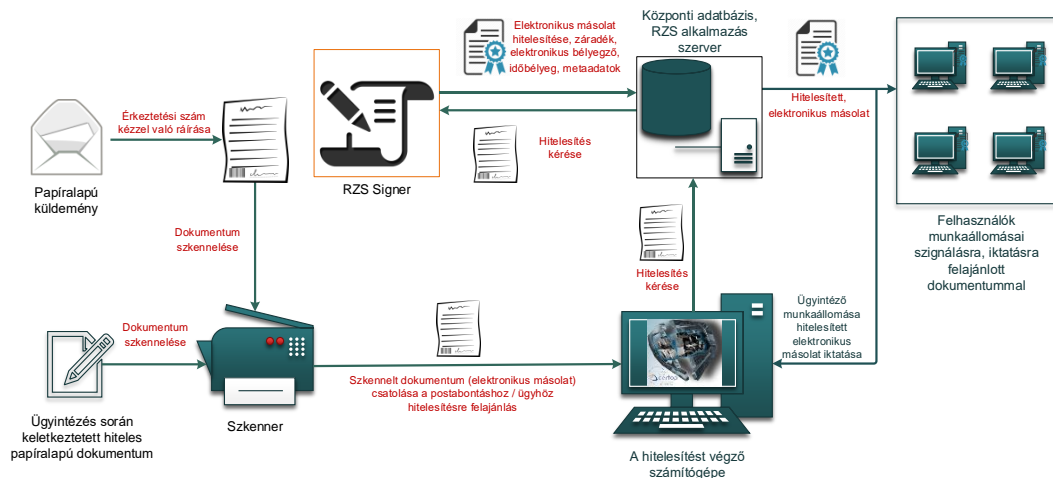 Elektronikus másolat
hitelesítése, záradék,
elektronikus bélyegző,
időbélyeg, metaadatok
Központi adatbázis,
RZS alkalmazás
szerver
Érkeztetési szám
kézzel való ráírása
Hitelesített,
elektronikus másolat
Hitelesítés
kérése
Papíralapú
küldemény
RZS Signer
Dokumentum
szkennelése
Hitelesítés
kérése
Felhasználók
munkaállomásai
szignálásra, iktatásra
felajánlott
dokumentummal
Ügyintéző
munkaállomása
hitelesített
elektronikus
másolat iktatása
Dokumentum
szkennelése
Szkennelt dokumentum (elektronikus másolat)
csatolása a postabontáshoz / ügyhöz
hitelesítésre felajánlás
Ügyintézés során
keletkeztetett hiteles
papíralapú dokumentum
Szkenner
A hitelesítést végző
számítógépe